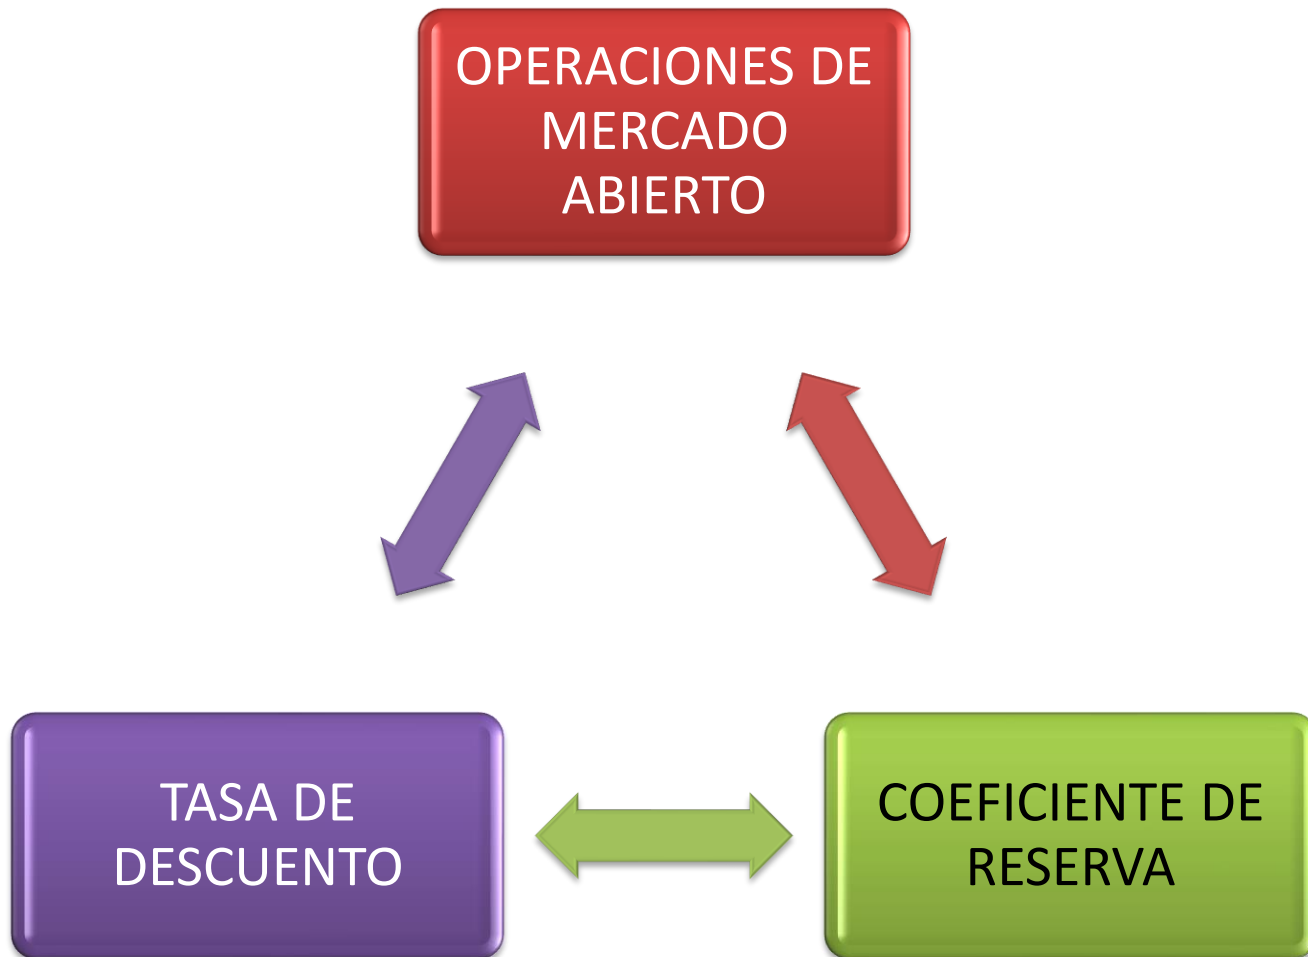 OPERACIONES DE
MERCADO
ABIERTO
TASA DE
DESCUENTO
COEFICIENTE DE
RESERVA